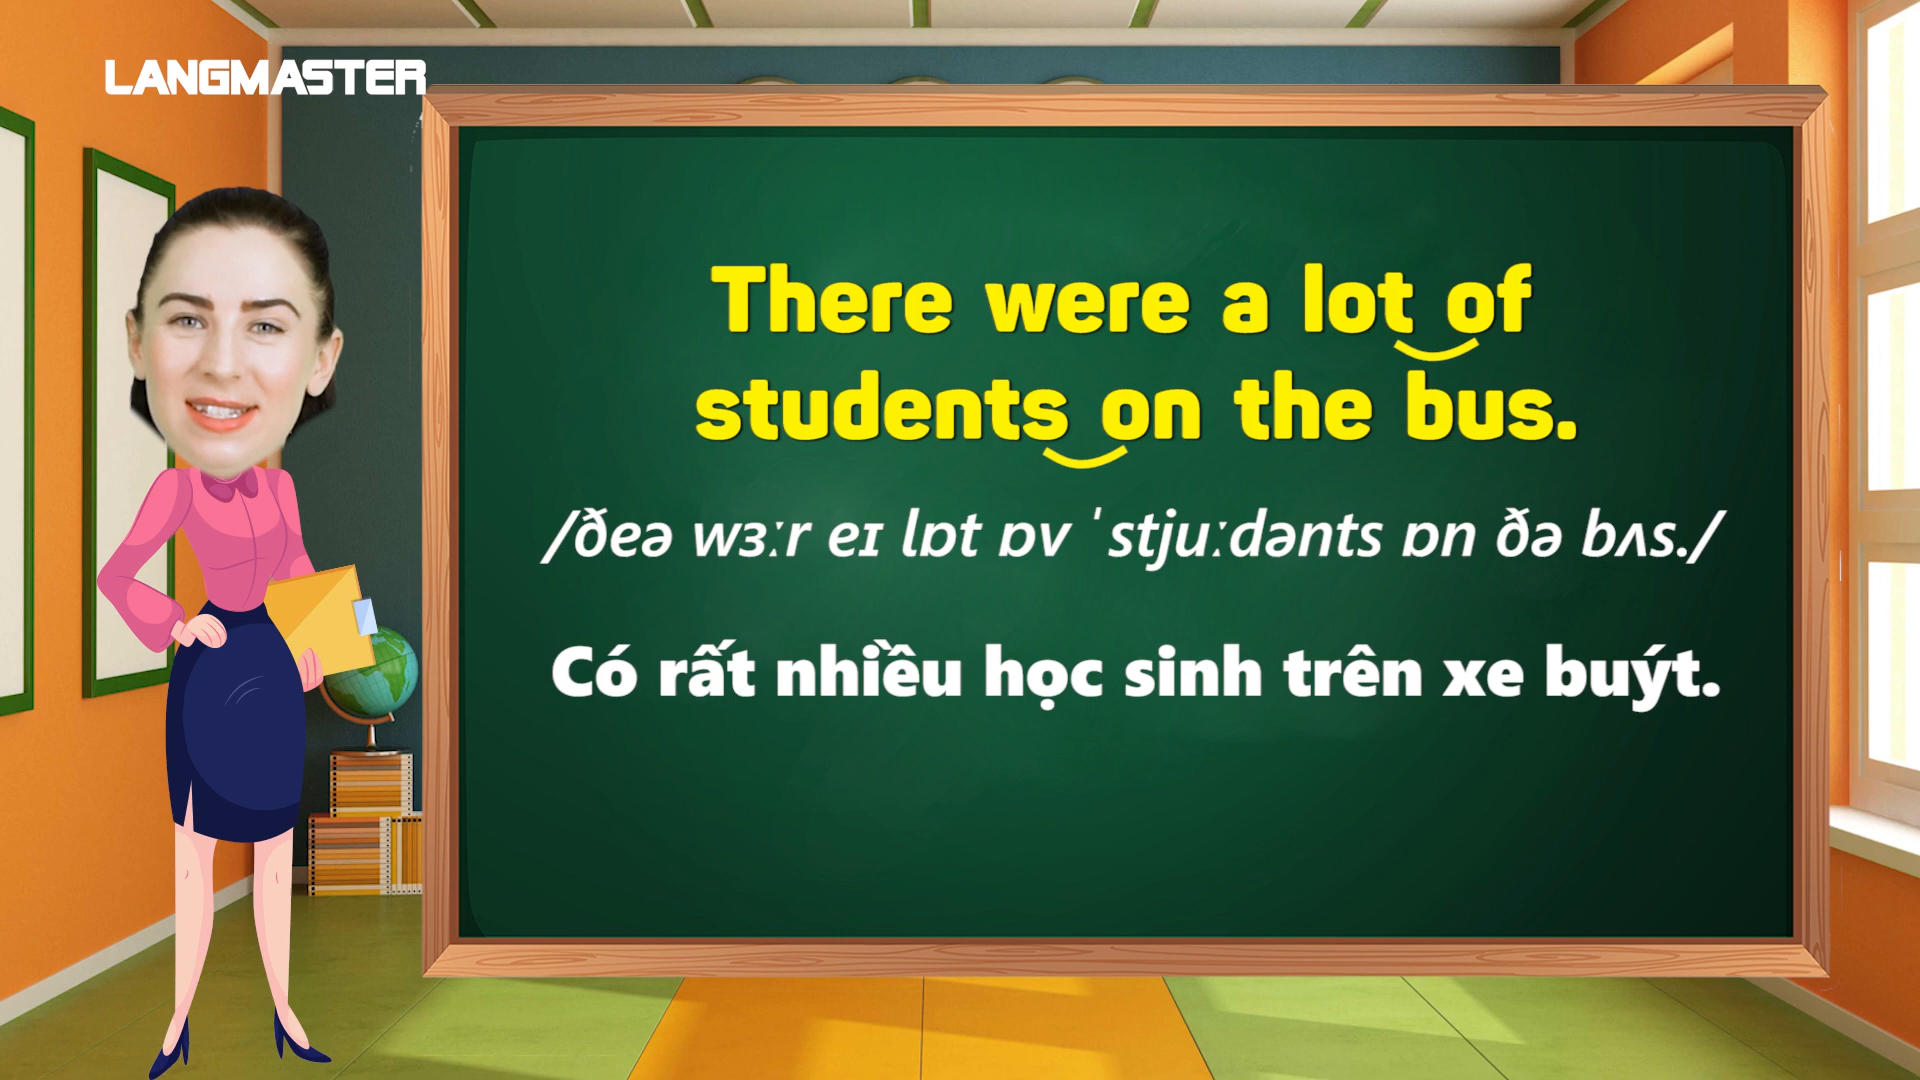 LANGMASTER
There were a lot of
students on the bus.
/ðeə wɜːr eɪ lɒt ɒv ˈstjuːdənts ɒn ðə bʌs./
Có rất nhiều học sinh trên xe buýt.